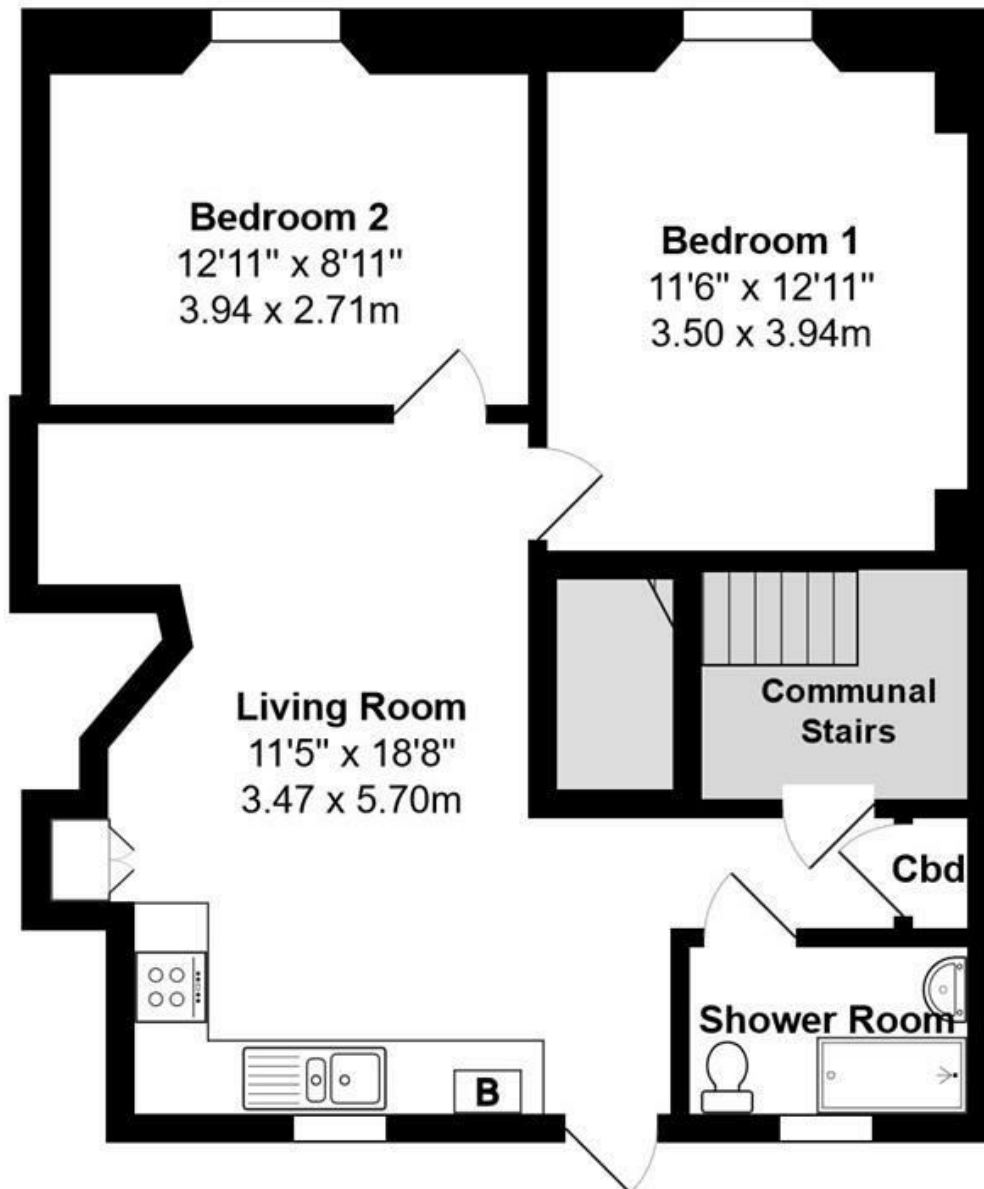 Bedroom 2
12'11" x 8'11"
3.94 x 2.71m
Bedroom 1
11'6" x 12'11"
3.50 x 3.94m
Living Room
11'5" x 18'8"
3.47 x 5.70m
Communal
Stairs
Cbd
Shower Room
B